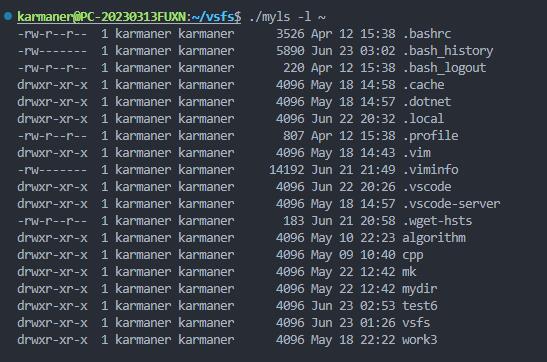 karmaner@PC-20230313FUXN:~/vsfs$ ./myls -l ~
-rw-r--r--  1 karmaner karmaner      3526 Apr 12 15:38 .bashrc
-rw-------  1 karmaner karmaner      5890 Jun 23 03:02 .bash_history
-rw-r--r--  1 karmaner karmaner       220 Apr 12 15:38 .bash_logout
drwxr-xr-x  1 karmaner karmaner      4096 May 18 14:58 .cache
drwxr-xr-x  1 karmaner karmaner      4096 May 18 14:57 .dotnet
drwxr-xr-x  1 karmaner karmaner      4096 Jun 22 20:32 .local
-rw-r--r--  1 karmaner karmaner       807 Apr 12 15:38 .profile
drwxr-xr-x  1 karmaner karmaner      4096 May 18 14:43 .vim
-rw-------  1 karmaner karmaner     14192 Jun 21 21:49 .viminfo
drwxr-xr-x  1 karmaner karmaner      4096 Jun 22 20:26 .vscode
drwxr-xr-x  1 karmaner karmaner      4096 May 18 14:57 .vscode-server
-rw-r--r--  1 karmaner karmaner       183 Jun 21 20:58 .wget-hsts
drwxr-xr-x  1 karmaner karmaner      4096 May 10 22:23 algorithm
drwxr-xr-x  1 karmaner karmaner      4096 May 09 10:40 cpp
drwxr-xr-x  1 karmaner karmaner      4096 May 22 12:42 mk
drwxr-xr-x  1 karmaner karmaner      4096 May 22 12:42 mydir
drwxr-xr-x  1 karmaner karmaner      4096 Jun 23 02:53 test6
drwxr-xr-x  1 karmaner karmaner      4096 Jun 23 01:26 vsfs
drwxr-xr-x  1 karmaner karmaner      4096 May 18 22:22 work3